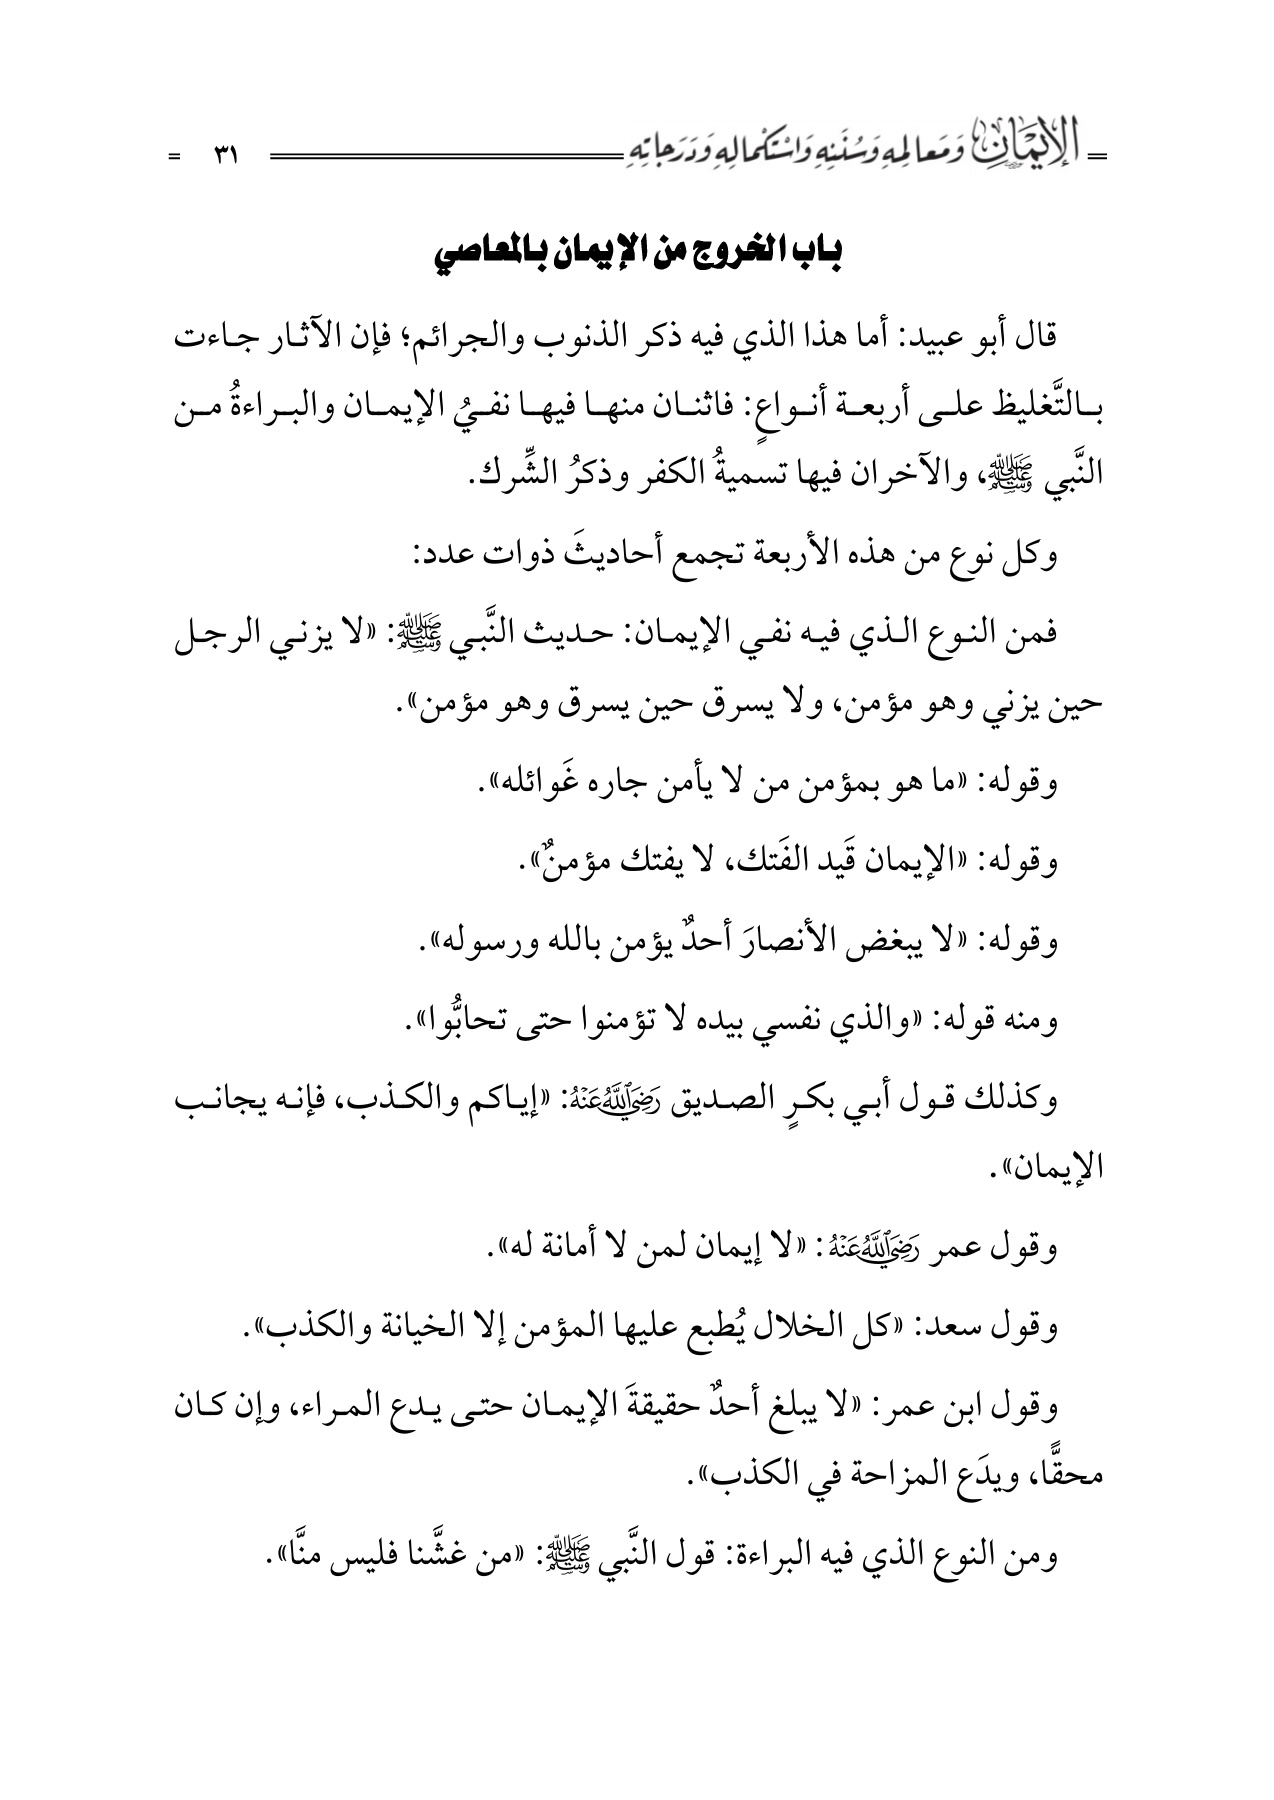 الإيمَانُ وَمَعالِمِهِ وَسُنَنِهِ وَاسْتِكْمالِهِ وَدَرَجاتِهِ ٣١
باب الخروج من الإيمان بالمعاصي
قال أبو عبيد: أما هذا الذي فيه ذكر الذنوب والجرائم؛ فإن الآثار جاءت
بالتَّغليظ على أربعة أنواعٍ: فاثنان منها فيها نفيُ الإيمان والبراءةُ من
النَّبي ﷺ، والآخران فيها تسميةُ الكفر وذكرُ الشِّرك.
وكل نوع من هذه الأربعة تجمع أحاديثَ ذوات عدد:
فمن النوع الذي فيه نفي الإيمان: حديث النَّبي ﷺ: «لا يزني الرجل
حين يزني وهو مؤمن، ولا يسرق حين يسرق وهو مؤمن».
وقوله: «ما هو بمؤمن من لا يأمن جاره غَوائله».
وقوله: «الإيمان قَيد الفَتك، لا يفتك مؤمنٌ».
وقوله: «لا يبغض الأنصارَ أحدٌ يؤمن بالله ورسوله».
ومنه قوله: «والذي نفسي بيده لا تؤمنوا حتى تحابُّوا».
وكذلك قول أبي بكرٍ الصديق رَضِيَ اللَّهُ عَنْهُ: «إياكم والكذب، فإنه يجانب
الإيمان».
وقول عمر رَضِيَ اللَّهُ عَنْهُ: «لا إيمان لمن لا أمانة له».
وقول سعد: «كل الخلال يُطبع عليها المؤمن إلا الخيانة والكذب».
وقول ابن عمر: «لا يبلغ أحدٌ حقيقةَ الإيمان حتى يدع المراء، وإن كان
محقًّا، ويدَع المزاحة في الكذب».
ومن النوع الذي فيه البراءة: قول النَّبي ﷺ: «من غشَّنا فليس منَّا».